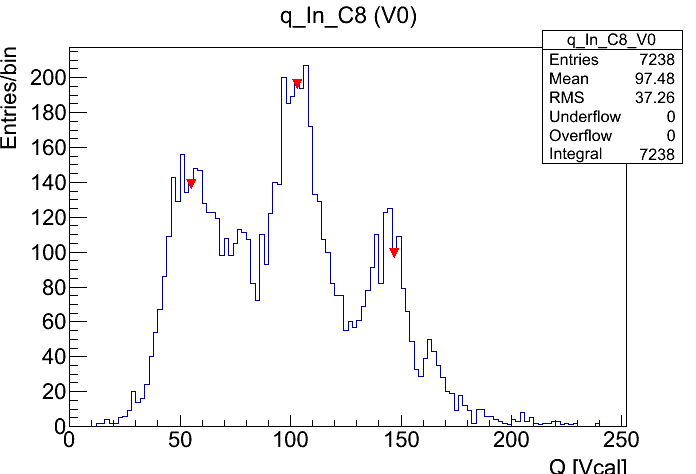 q_In_C8 (V0)
q_In_C8_V0
Entries 7238
Mean 97.48
RMS 37.26
Underflow 0
Overflow 0
Integral 7238
Entries/bin
200
180
160
140
120
100
80
60
40
20
0
0 50 100 150 200 250
Q [Vcal]